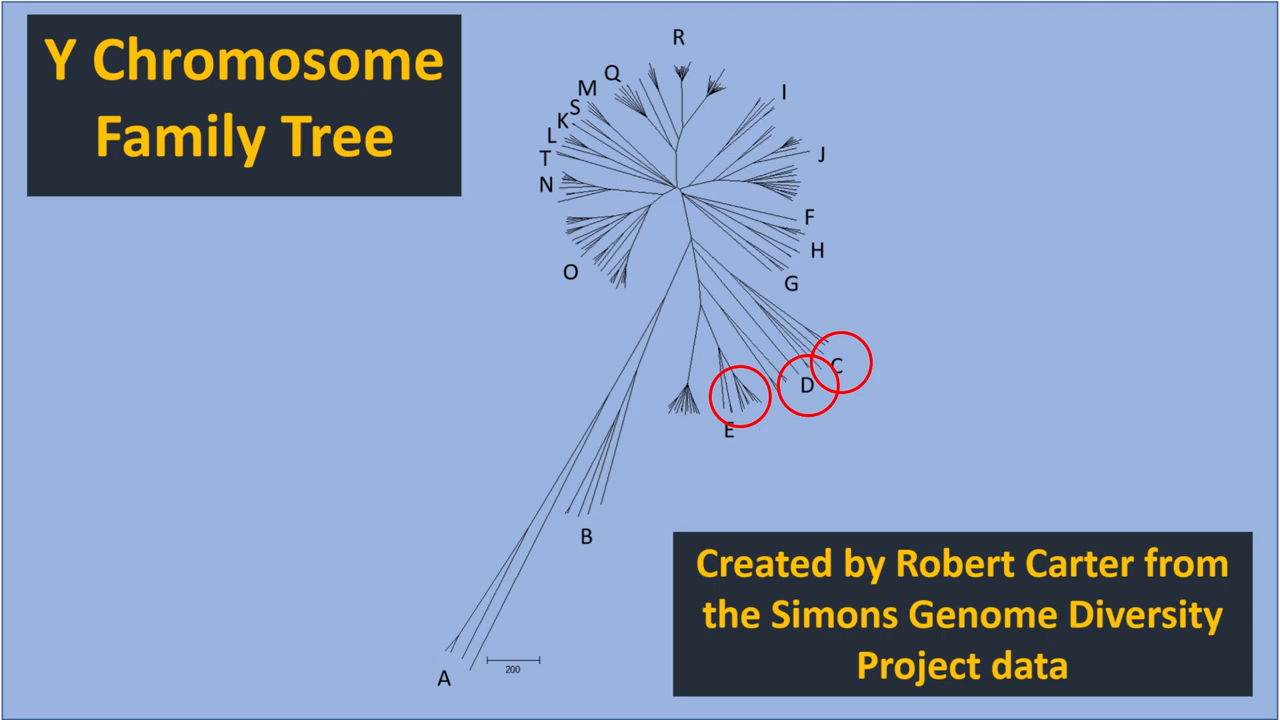 Y Chromosome
Family Tree
R
Q
M
S
K
L
T
N
O
I
J
F
H
G
C
D
E
B
A
200
Created by Robert Carter from
the Simons Genome Diversity
Project data